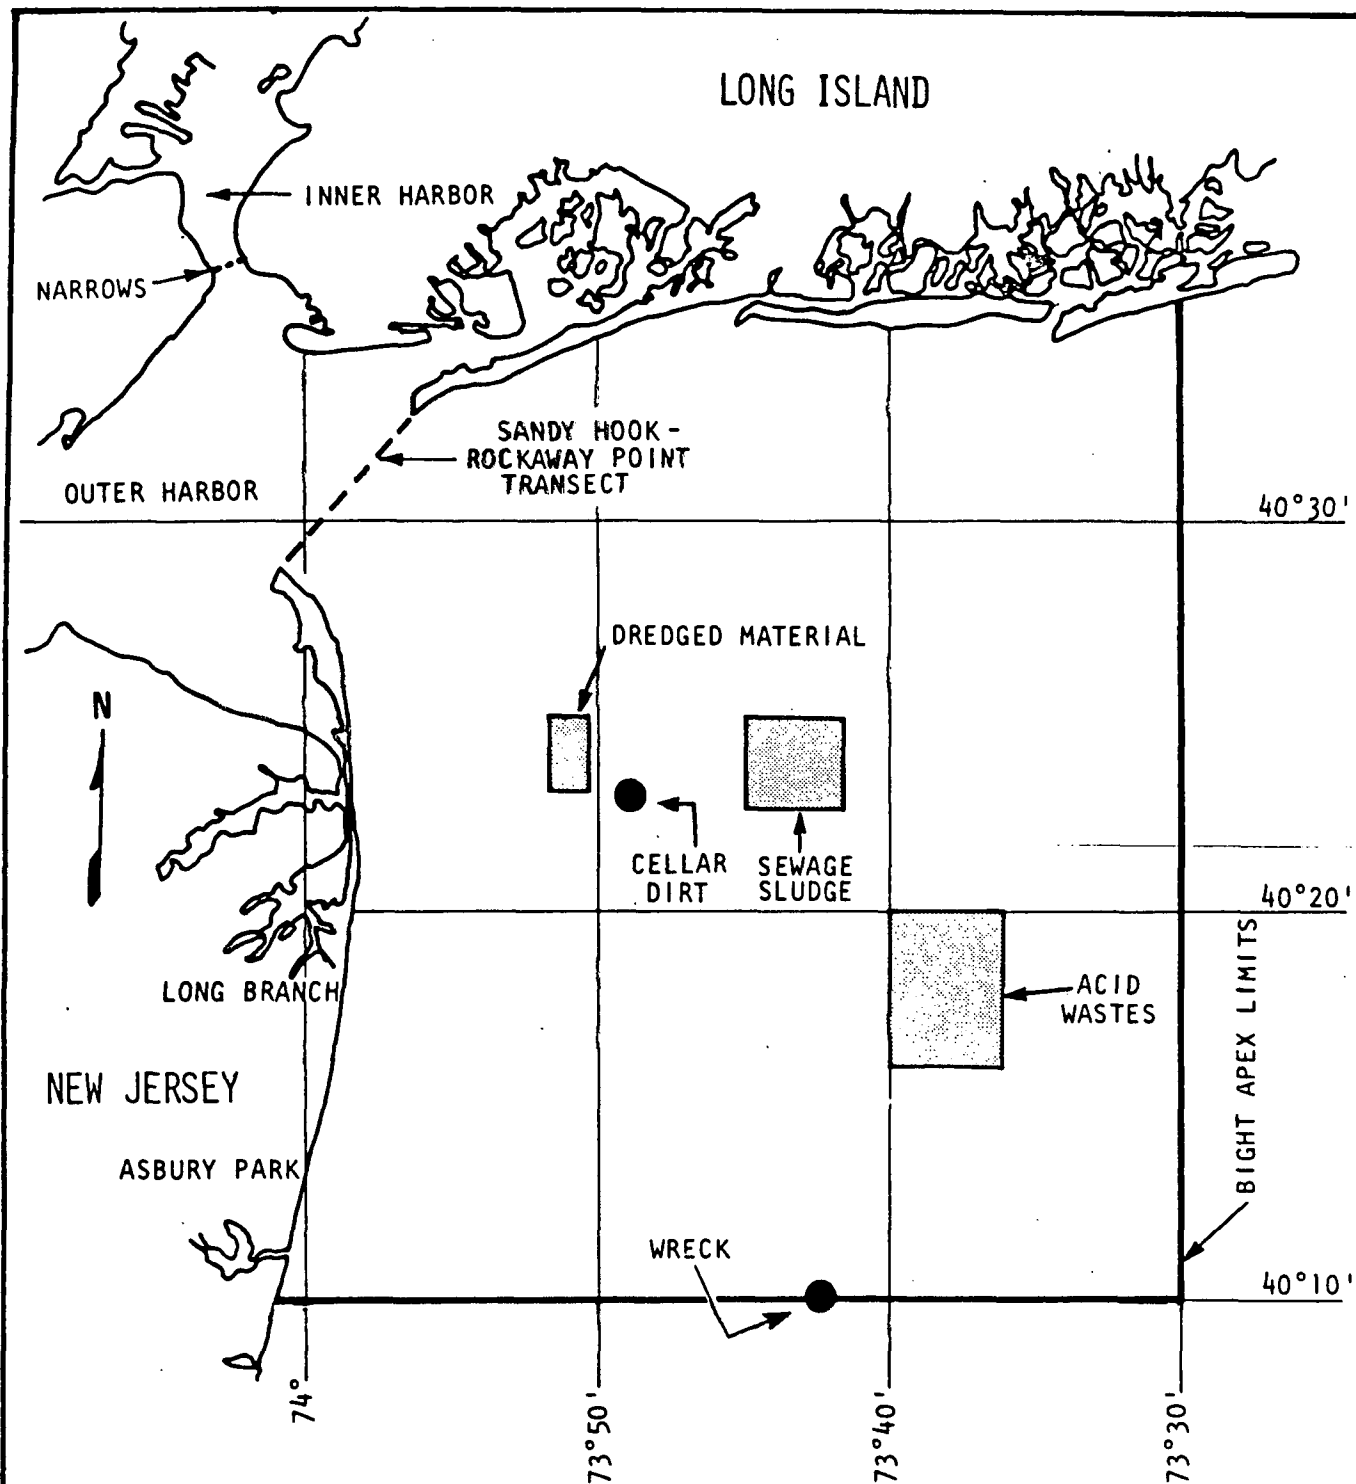 LONG ISLAND
INNER HARBOR
NARROWS
SANDY HOOK -
ROCKAWAY POINT
TRANSECT
OUTER HARBOR
40°30'
DREDGED MATERIAL
N
CELLAR
DIRT
SEWAGE
SLUDGE
40°20'
LONG BRANCH
ACID
WASTES
BIGHT APEX LIMITS
NEW JERSEY
ASBURY PARK
WRECK
40°10'
74°
73°50'
73°40'
73°30'